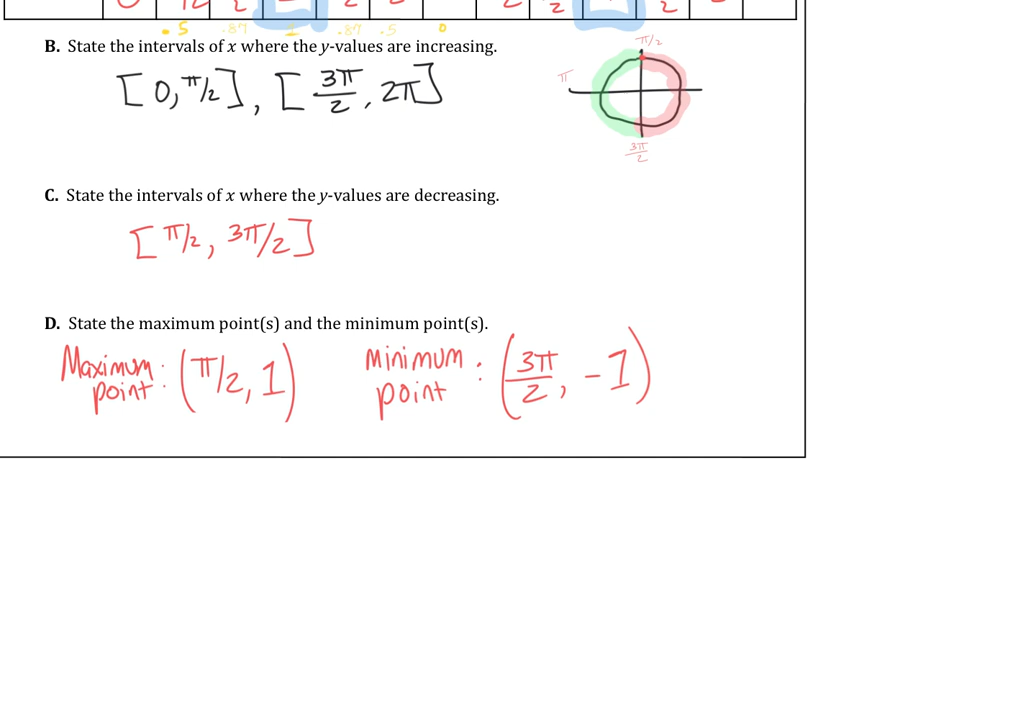 .5 .87 1 .87 .5 0
B. State the intervals of x where the y-values are increasing.
π/2
[0, π/2], [3π/2, 2π]
π
3π/2
C. State the intervals of x where the y-values are decreasing.
[π/2, 3π/2]
D. State the maximum point(s) and the minimum point(s).
Maximum point: (π/2, 1) minimum point: (3π/2, -1)